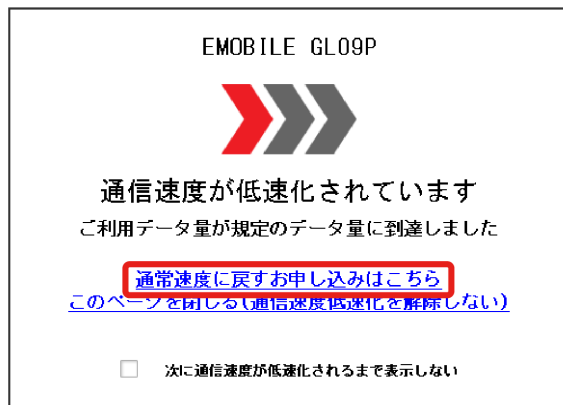 EMOBILE GL09P
通信速度が低速化されています
ご利用データ量が規定のデータ量に到達しました
通常速度に戻すお申し込みはこちら
このページを閉じる(通信速度低速化を解除しない)
次に通信速度が低速化されるまで表示しない